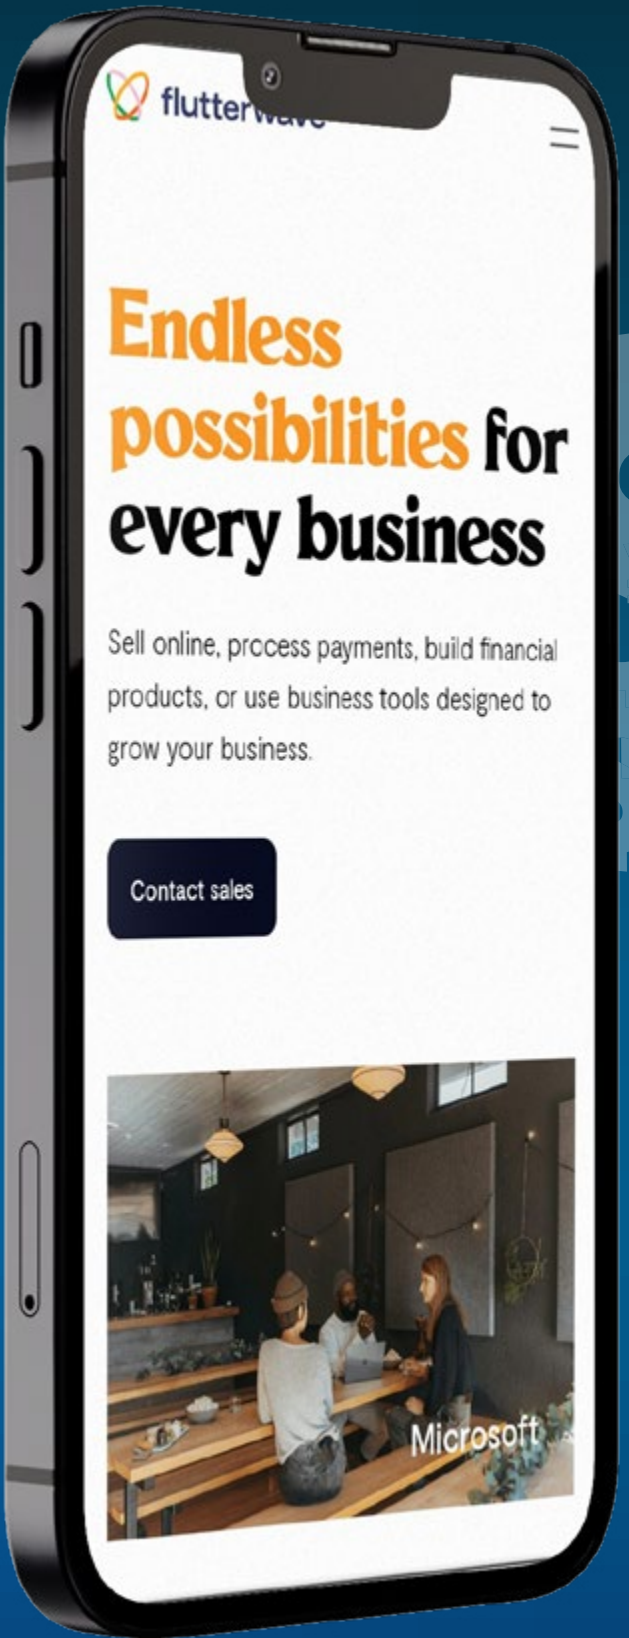 flutterwave
Endless
possibilities for
every business
Sell online, process payments, build financial
products, or use business tools designed to
grow your business.
Contact sales
Microsoft